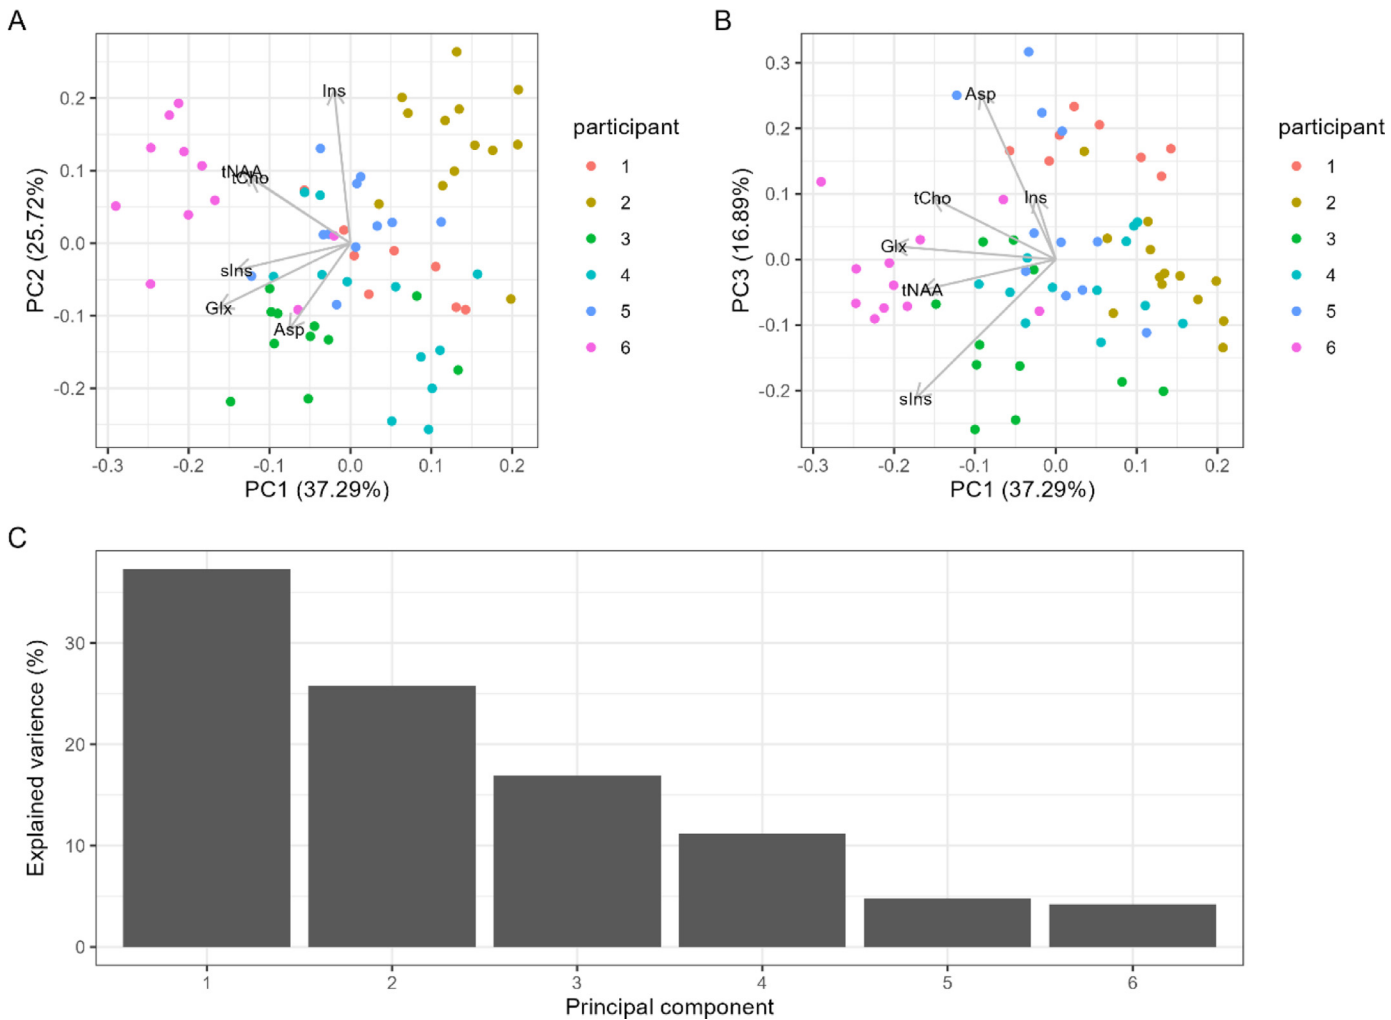 A
B
PC2 (25.72%)
0.2
0.1
0.0
-0.1
-0.2
-0.3
-0.2
-0.1
0.0
0.1
0.2
PC1 (37.29%)
Ins
tNAA
tCho
sIns
Glx
Asp
participant
1
2
3
4
5
6
PC3 (16.89%)
0.3
0.2
0.1
0.0
-0.1
-0.2
-0.3
-0.2
-0.1
0.0
0.1
0.2
PC1 (37.29%)
Asp
tCho
Ins
Glx
tNAA
sIns
participant
1
2
3
4
5
6
C
Explained varience (%)
30
20
10
0
1
2
3
4
5
6
Principal component